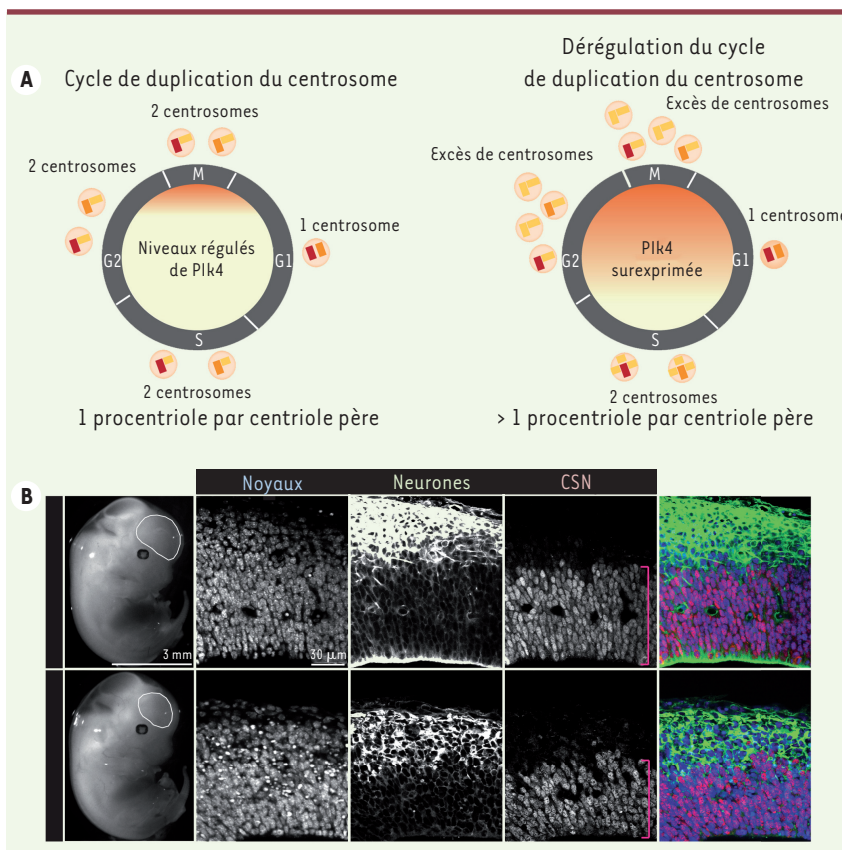 A
Cycle de duplication du centrosome
2 centrosomes
2 centrosomes
1 centrosome
M
G2
G1
S
Niveaux régulés
de Plk4
2 centrosomes
1 procentriole par centriole père
Dérégulation du cycle
de duplication du centrosome
Excès de centrosomes
Excès de centrosomes
1 centrosome
M
G2
G1
S
Plk4
surexprimée
2 centrosomes
> 1 procentriole par centriole père
B
Noyaux
Neurones
CSN
3 mm
30 µm